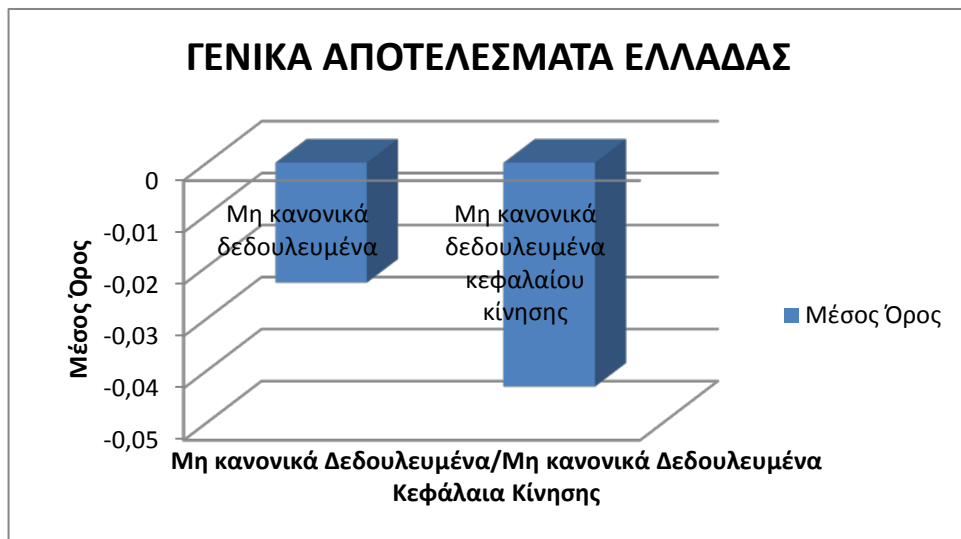 ΓΕΝΙΚΑ ΑΠΟΤΕΛΕΣΜΑΤΑ ΕΛΛΑΔΑΣ
Μέσος Όρος
0
-0,01
-0,02
-0,03
-0,04
-0,05
Μη κανονικά
δεδουλευμένα
Μη κανονικά
δεδουλευμένα
κεφαλαίου
κίνησης
Μέσος Όρος
Μη κανονικά Δεδουλευμένα/Μη κανονικά Δεδουλευμένα
Κεφάλαια Κίνησης